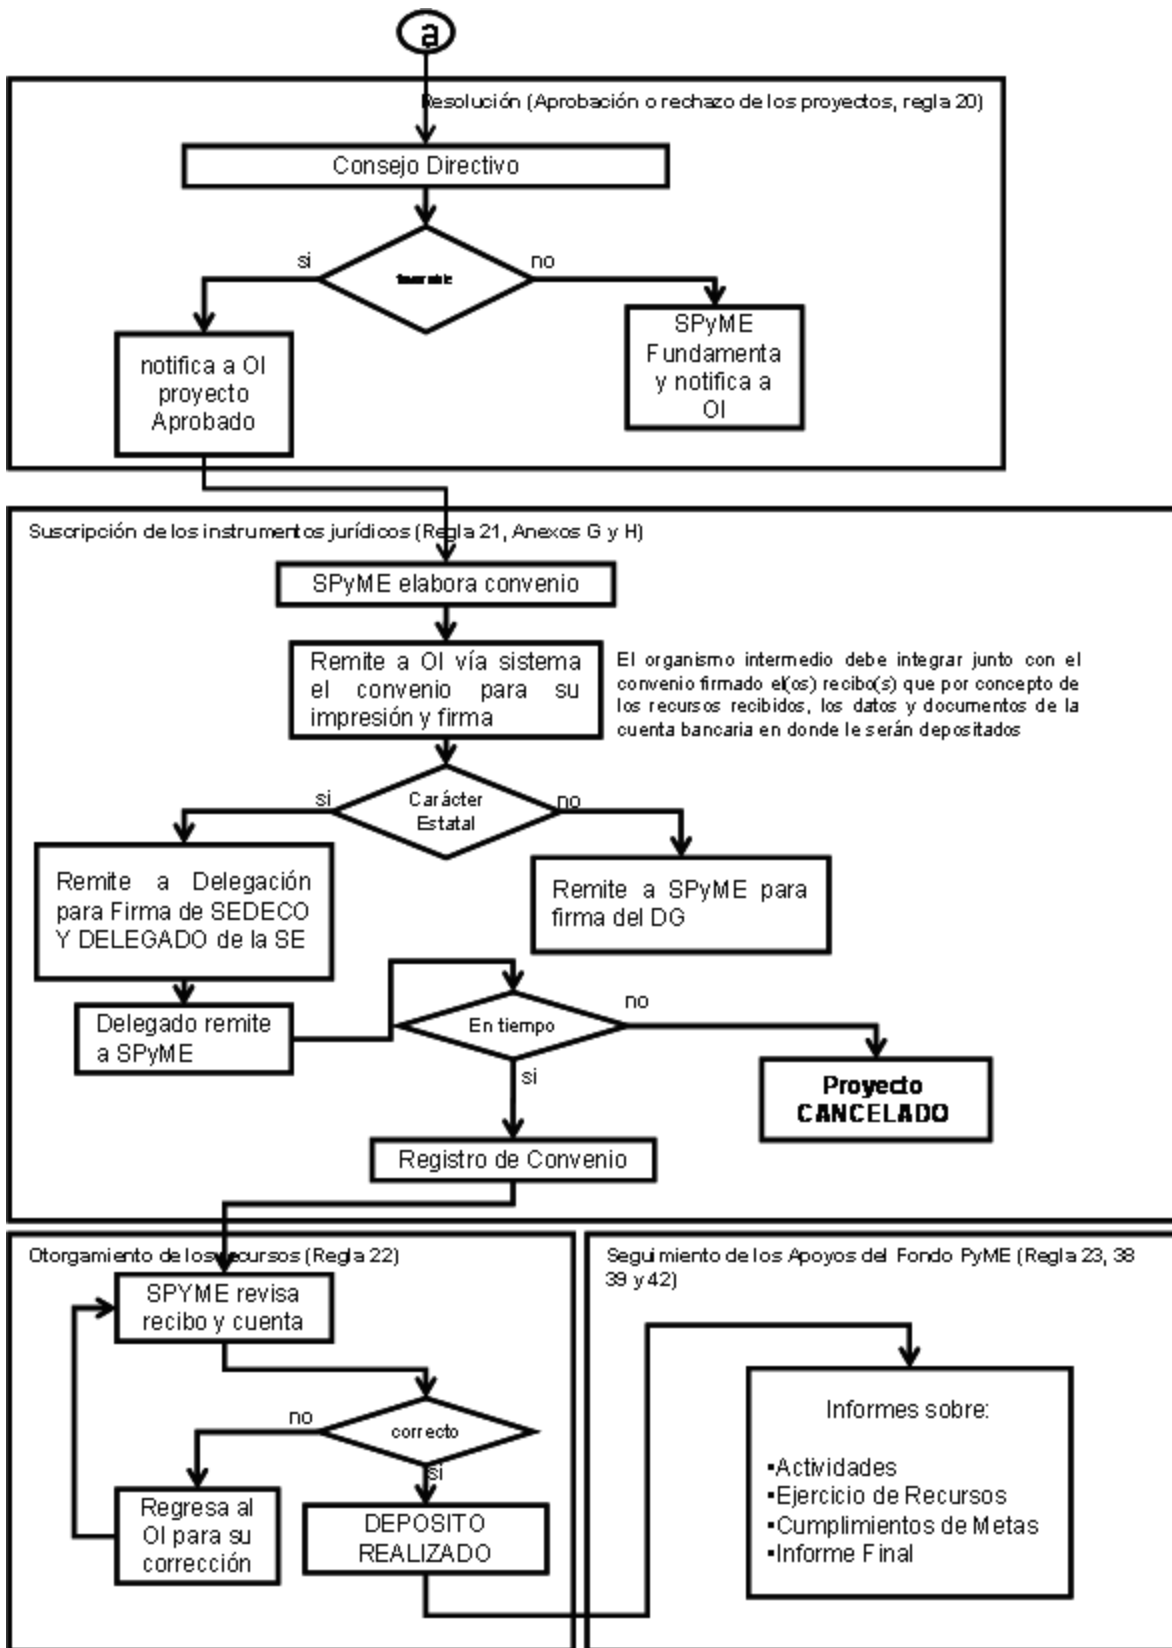 a
Resolución (Aprobación o rechazo de los proyectos, regla 20)
Consejo Directivo
si
no
notifica a OI
proyecto
Aprobado
SPyME
Fundamenta
y notifica a
OI
Suscripción de los instrumentos jurídicos (Regla 21, Anexos G y H)
SPyME elabora convenio
Remite a OI vía sistema
el convenio para su
impresión y firma
El organismo intermedio debe integrar junto con el
convenio firmado el(os) recibo(s) que por concepto de
los recursos recibidos, los datos y documentos de la
cuenta bancaria en donde le serán depositados
si
Carácter
Estatal
no
Remite a Delegación
para Firma de SEDECO
Y DELEGADO de la SE
Remite a SPyME para
firma del DG
Delegado remite
a SPyME
En tiempo
no
si
Proyecto
CANCELADO
Registro de Convenio
Otorgamiento de los recursos (Regla 22)
SPYME revisa
recibo y cuenta
no
correcto
si
Regresa al
OI para su
corrección
DEPOSITO
REALIZADO
Seguimiento de los Apoyos del Fondo PyME (Regla 23, 38
39 y 42)
Informes sobre:
▪Actividades
▪Ejercicio de Recursos
▪Cumplimientos de Metas
▪Informe Final